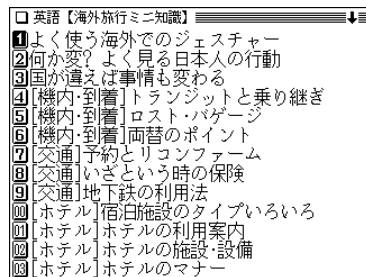 □ 英語【海外旅行ミニ知識】
1 よく使う海外でのジェスチャー
2 何か変? よく見る日本人の行動
3 国が違えば事情も変わる
4 [機内·到着]トランジットと乗り継ぎ
5 [機内·到着]ロスト·バゲージ
6 [機内·到着]両替のポイント
7 [交通]予約とリコンファーム
8 [交通]いざという時の保険
9 [交通]地下鉄の利用法
00 [ホテル]宿泊施設のタイプいろいろ
01 [ホテル]ホテルの利用案内
02 [ホテル]ホテルの施設·設備
03 [ホテル]ホテルのマナー